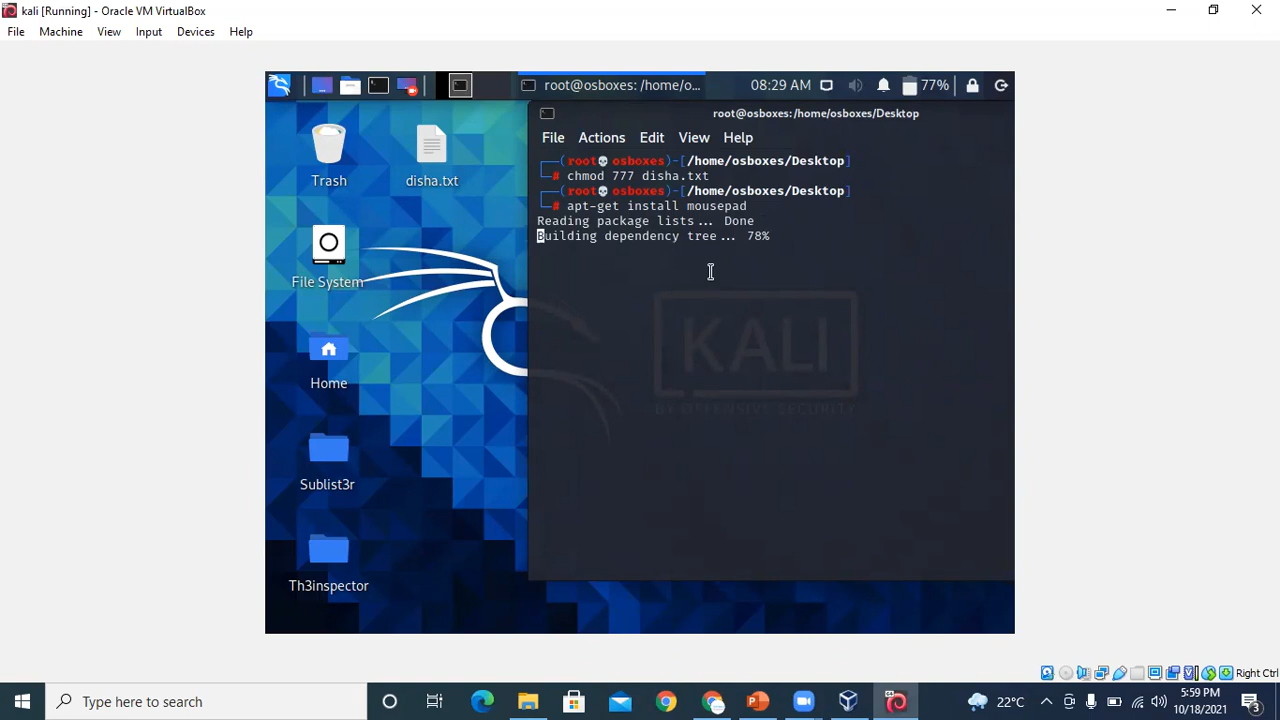 kali [Running] - Oracle VM VirtualBox
File Machine View Input Devices Help
root@osboxes: /home/o... 08:29 AM 77%
root@osboxes:/home/osboxes/Desktop
File Actions Edit View Help
┌──(root💀osboxes)-[/home/osboxes/Desktop]
└─# chmod 777 disha.txt
┌──(root💀osboxes)-[/home/osboxes/Desktop]
└─# apt-get install mousepad
Reading package lists... Done
Building dependency tree... 78%
KALI
BY OFFENSIVE SECURITY
Trash
disha.txt
File System
Home
Sublist3r
Th3inspector
Right Ctrl
Type here to search
22°C
5:59 PM
10/18/2021
3